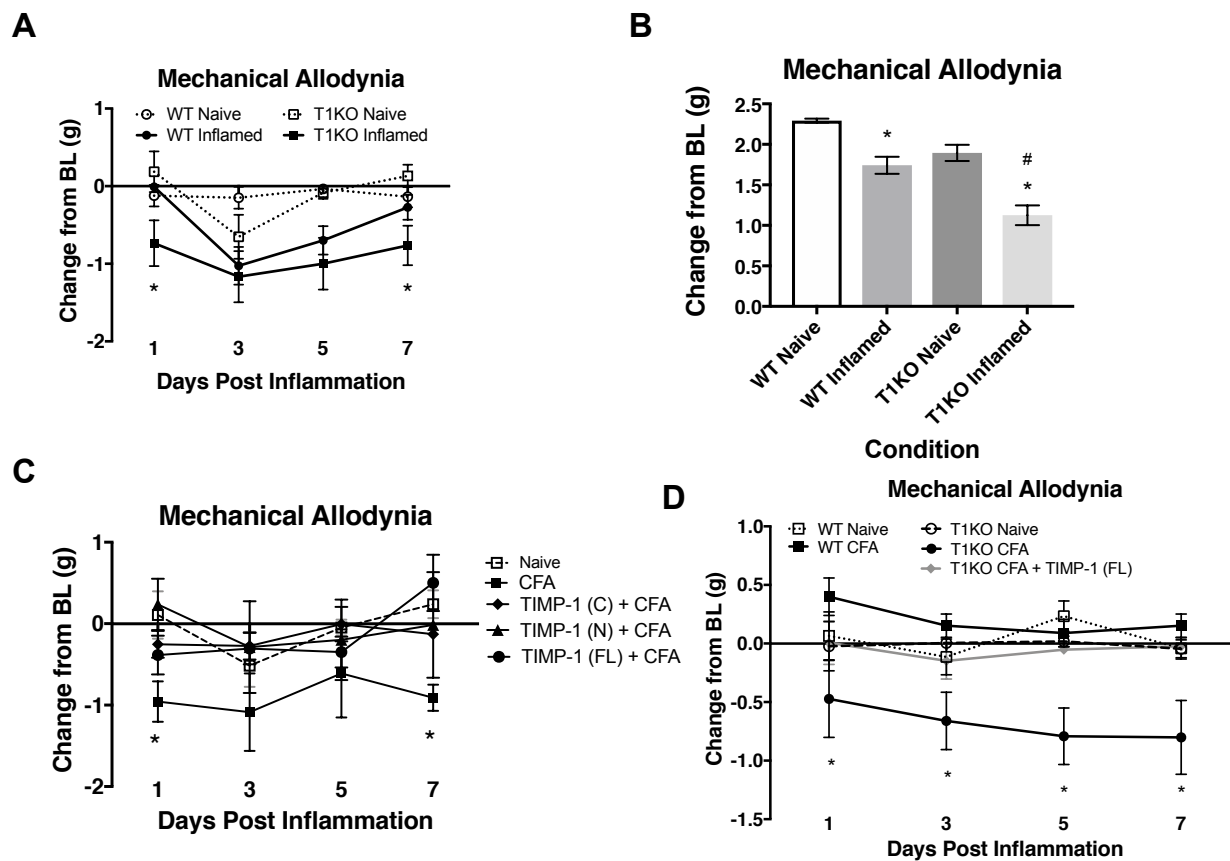 A
Mechanical Allodynia
WT Naive T1KO Naive
WT Inflamed T1KO Inflamed
Change from BL (g)
1
0
-1
-2
* *
1 3 5 7
Days Post Inflammation
B
Mechanical Allodynia
Change from BL (g)
2.5
2.0
1.5
1.0
0.5
0.0
*
#
*
WT Naive
WT Inflamed
T1KO Naive
T1KO Inflamed
Condition
C
Mechanical Allodynia
Change from BL (g)
1
0
-1
-2
* *
1 3 5 7
Days Post Inflammation
Naive
CFA
TIMP-1 (C) + CFA
TIMP-1 (N) + CFA
TIMP-1 (FL) + CFA
D
Mechanical Allodynia
WT Naive T1KO Naive
WT CFA T1KO CFA
T1KO CFA + TIMP-1 (FL)
Change from BL (g)
1.0
0.5
0.0
-0.5
-1.0
-1.5
* * * *
1 3 5 7
Days Post Inflammation